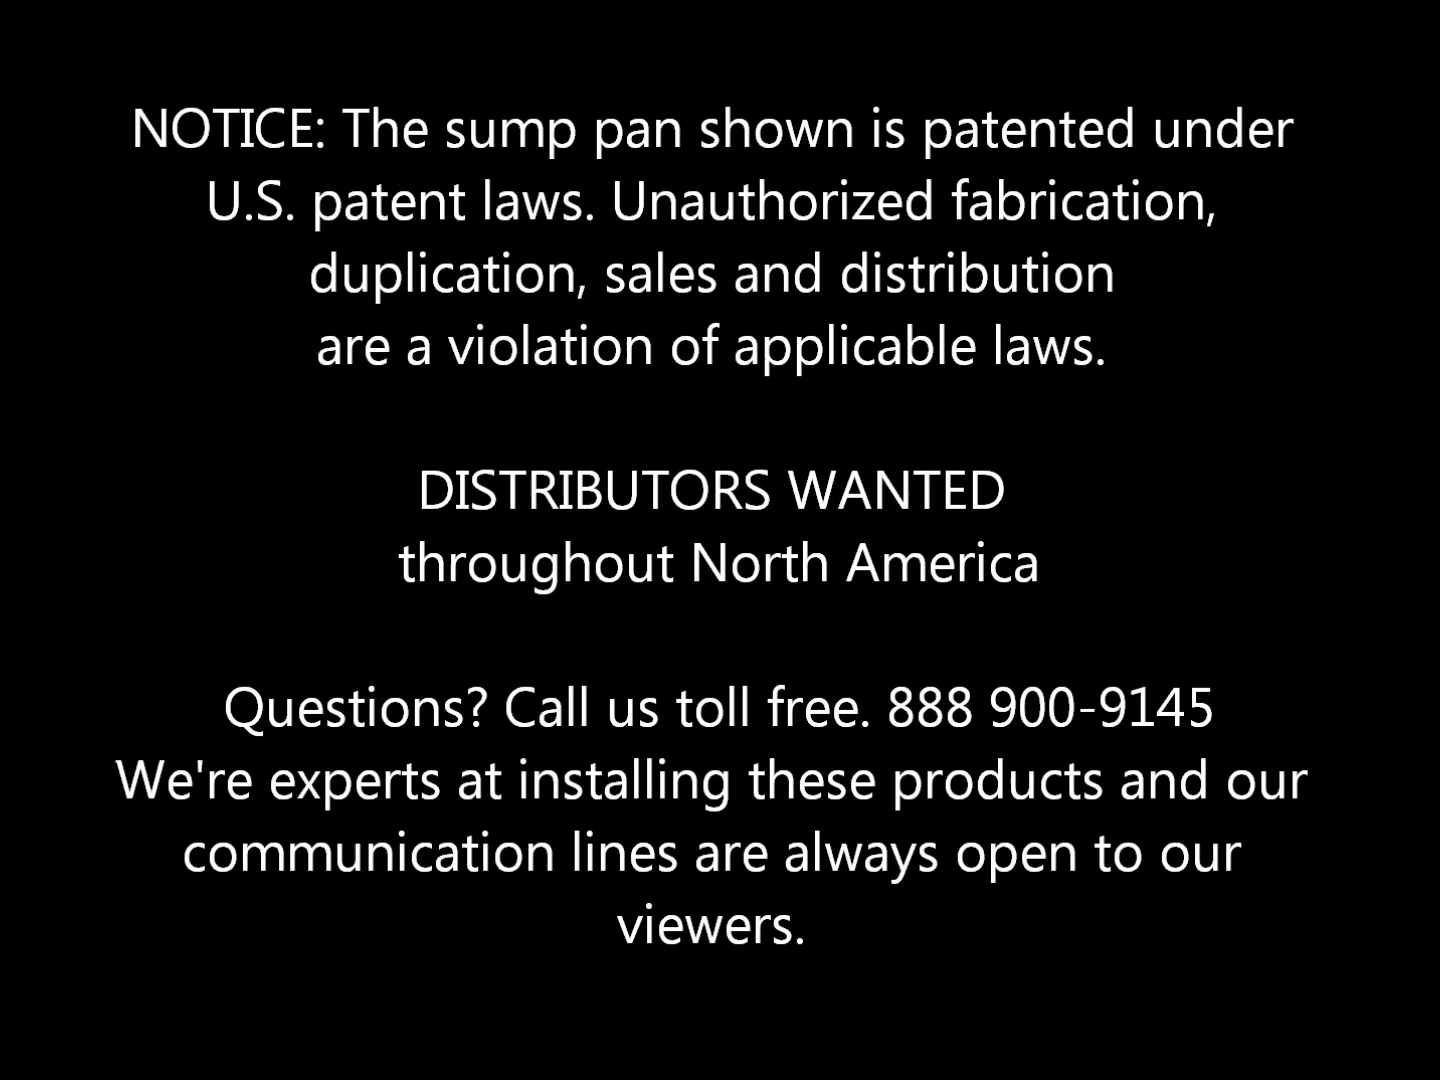 NOTICE: The sump pan shown is patented under
U.S. patent laws. Unauthorized fabrication,
duplication, sales and distribution
are a violation of applicable laws.
DISTRIBUTORS WANTED
throughout North America
Questions? Call us toll free. 888 900-9145
We're experts at installing these products and our
communication lines are always open to our
viewers.